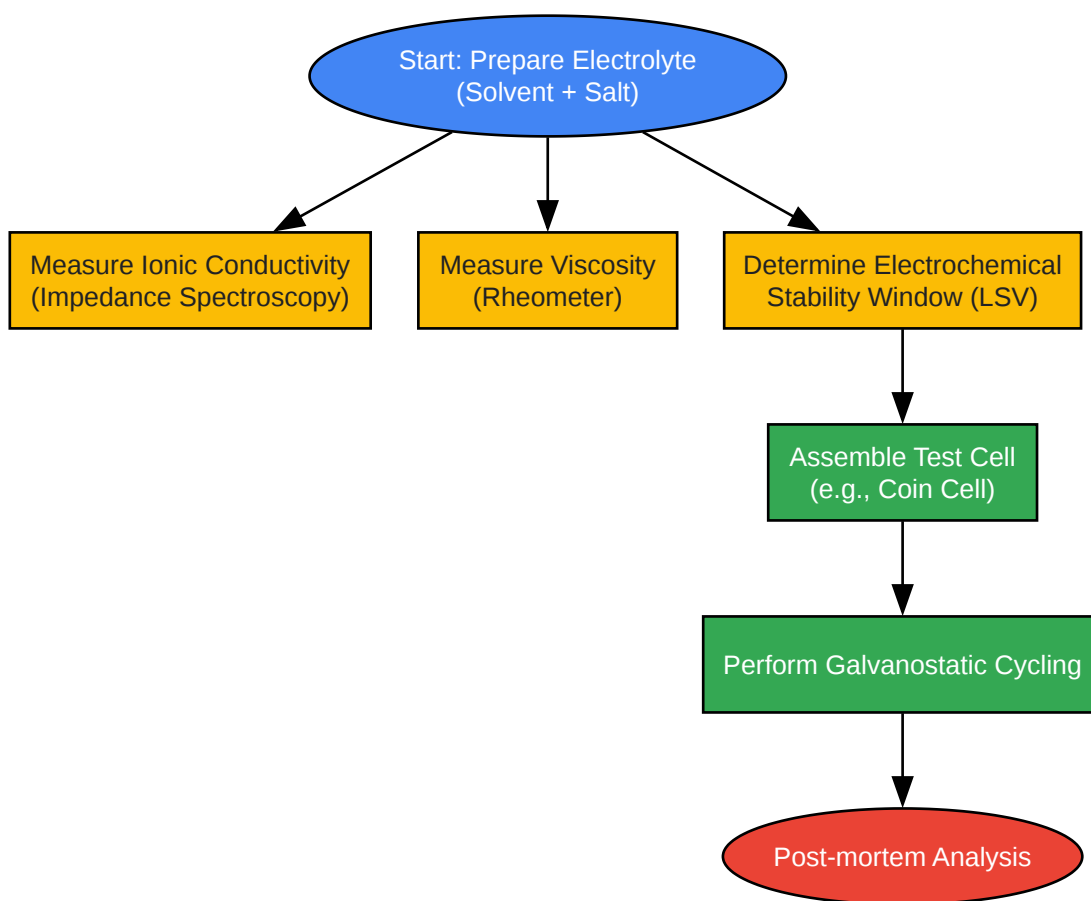 Start: Prepare Electrolyte
(Solvent + Salt)
Measure Ionic Conductivity
(Impedance Spectroscopy)
Measure Viscosity
(Rheometer)
Determine Electrochemical
Stability Window (LSV)
Assemble Test Cell
(e.g., Coin Cell)
Perform Galvanostatic Cycling
Post-mortem Analysis